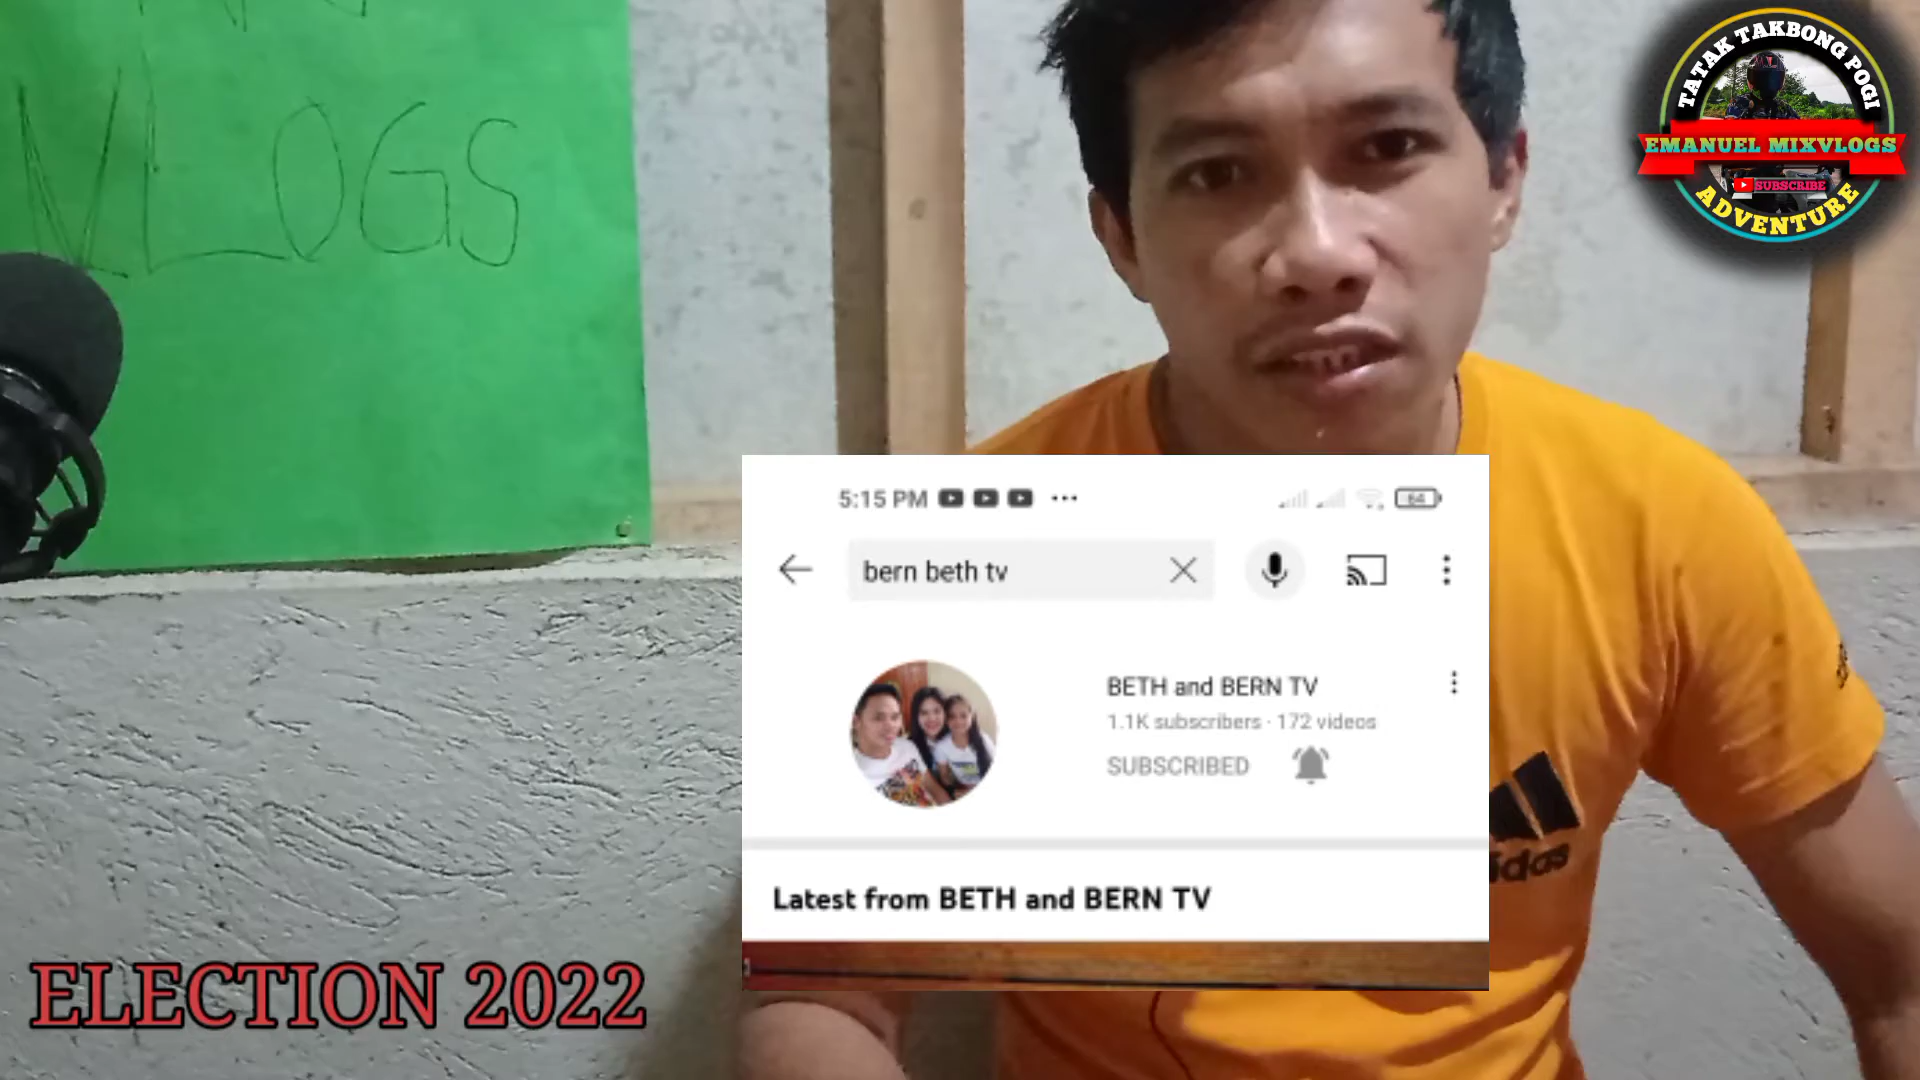 VLOGS
TATAK TAKBONG POGI
EMANUEL MIXVLOGS
SUBSCRIBE
ADVENTURE
5:15 PM
64
bern beth tv
BETH and BERN TV
1.1K subscribers · 172 videos
SUBSCRIBED
Latest from BETH and BERN TV
adidas
ELECTION 2022